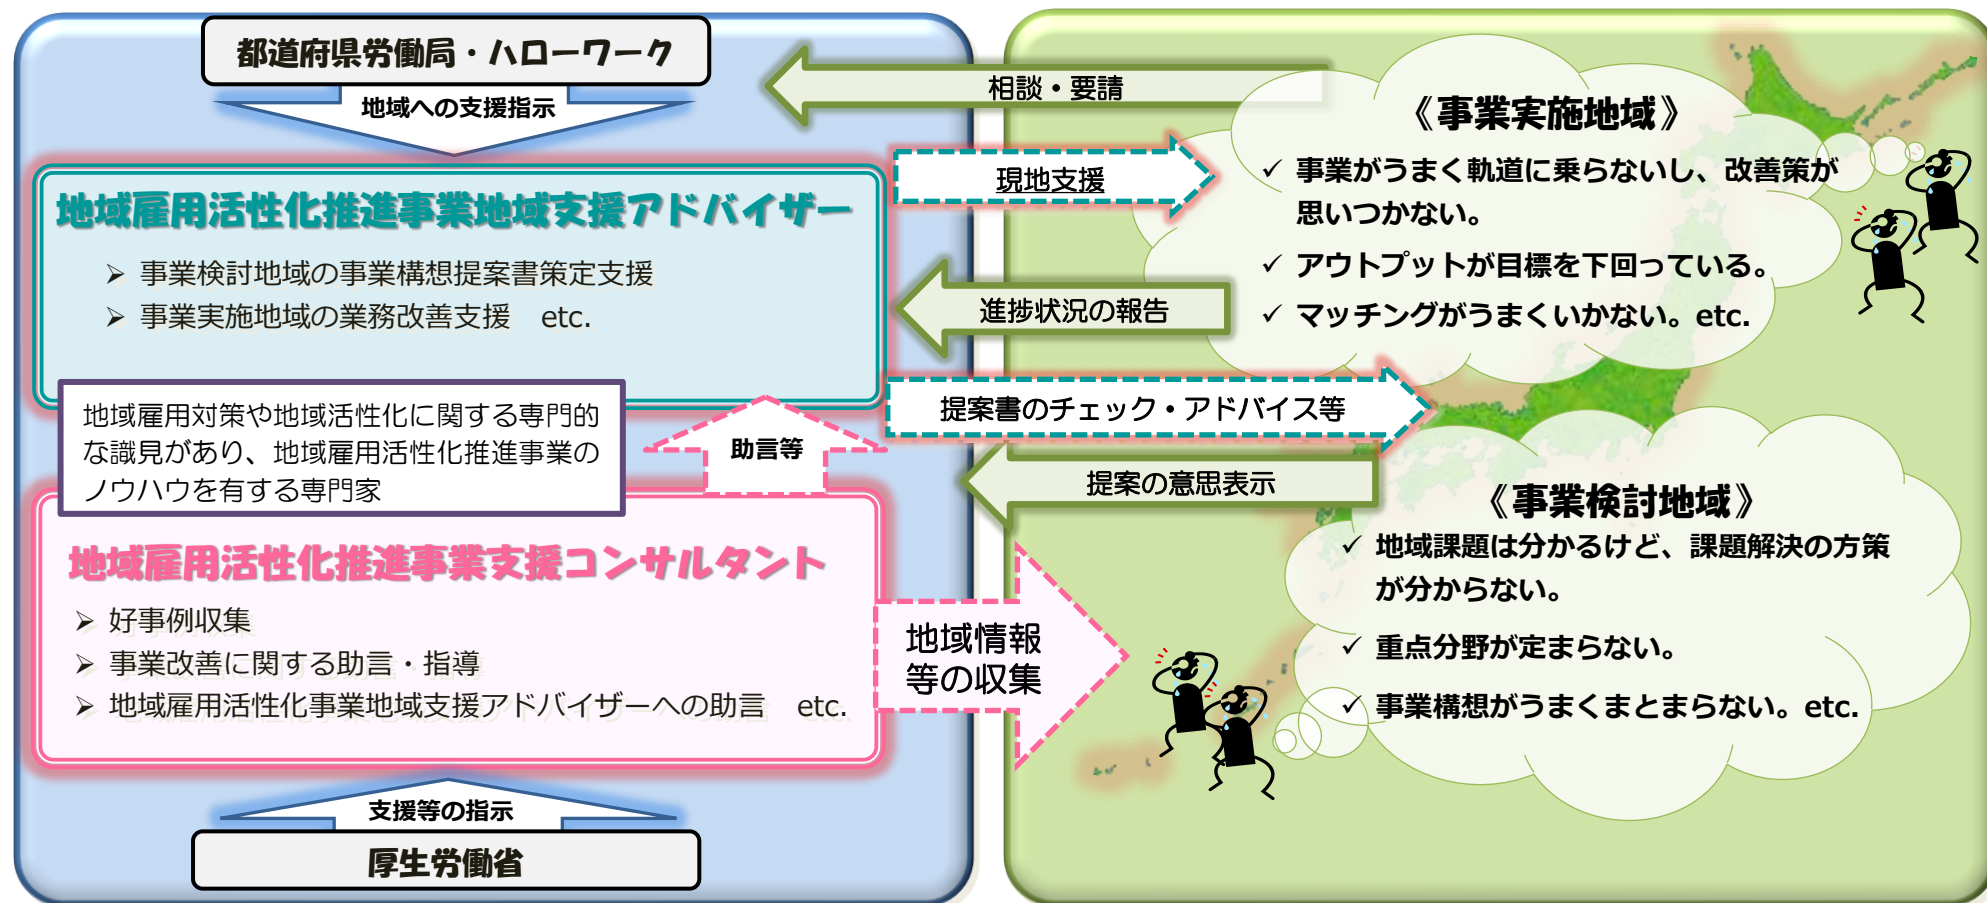 都道府県労働局・ハローワーク
地域への支援指示
地域雇用活性化推進事業地域支援アドバイザー
➢ 事業検討地域の事業構想提案書策定支援
➢ 事業実施地域の業務改善支援 etc.
地域雇用対策や地域活性化に関する専門的
な識見があり、地域雇用活性化推進事業の
ノウハウを有する専門家
助言等
地域雇用活性化推進事業支援コンサルタント
➢ 好事例収集
➢ 事業改善に関する助言・指導
➢ 地域雇用活性化事業地域支援アドバイザーへの助言 etc.
支援等の指示
厚生労働省
相談・要請
現地支援
進捗状況の報告
提案書のチェック・アドバイス等
提案の意思表示
地域情報
等の収集
《事業実施地域》
✓ 事業がうまく軌道に乗らないし、改善策が
思いつかない。
✓ アウトプットが目標を下回っている。
✓ マッチングがうまくいかない。etc.
《事業検討地域》
✓ 地域課題は分かるけど、課題解決の方策
が分からない。
✓ 重点分野が定まらない。
✓ 事業構想がうまくまとまらない。etc.